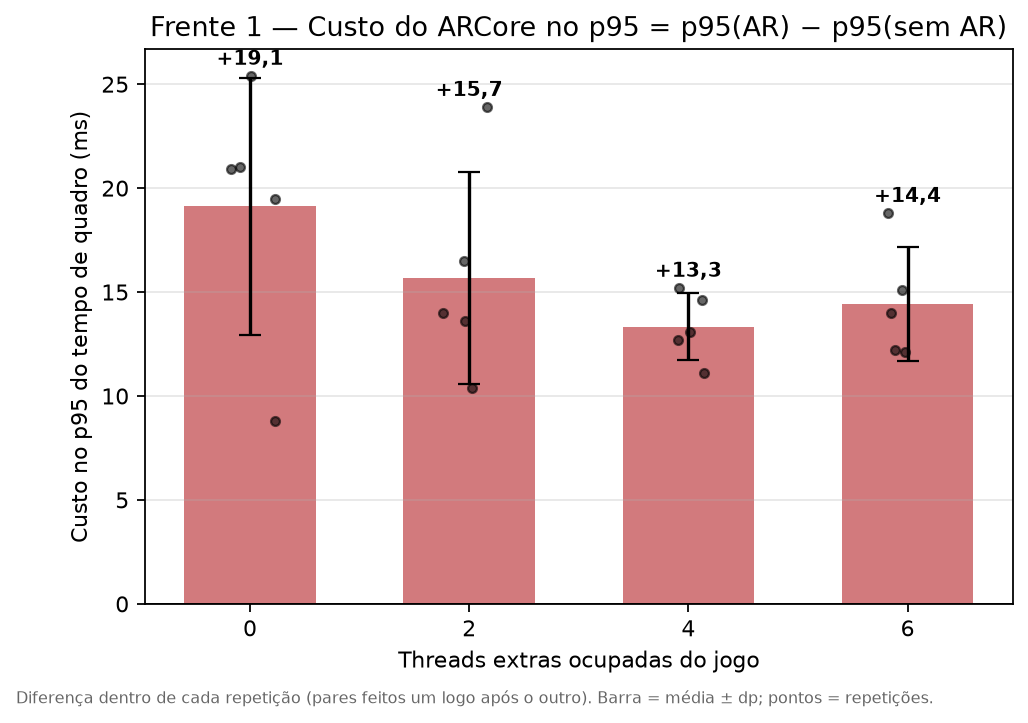 Frente 1 — Custo do ARCore no p95 = p95(AR) − p95(sem AR)
Custo no p95 do tempo de quadro (ms)
25
20
15
10
5
0
+19,1
+15,7
+13,3
+14,4
0 2 4 6
Threads extras ocupadas do jogo
Diferença dentro de cada repetição (pares feitos um logo após o outro). Barra = média ± dp; pontos = repetições.